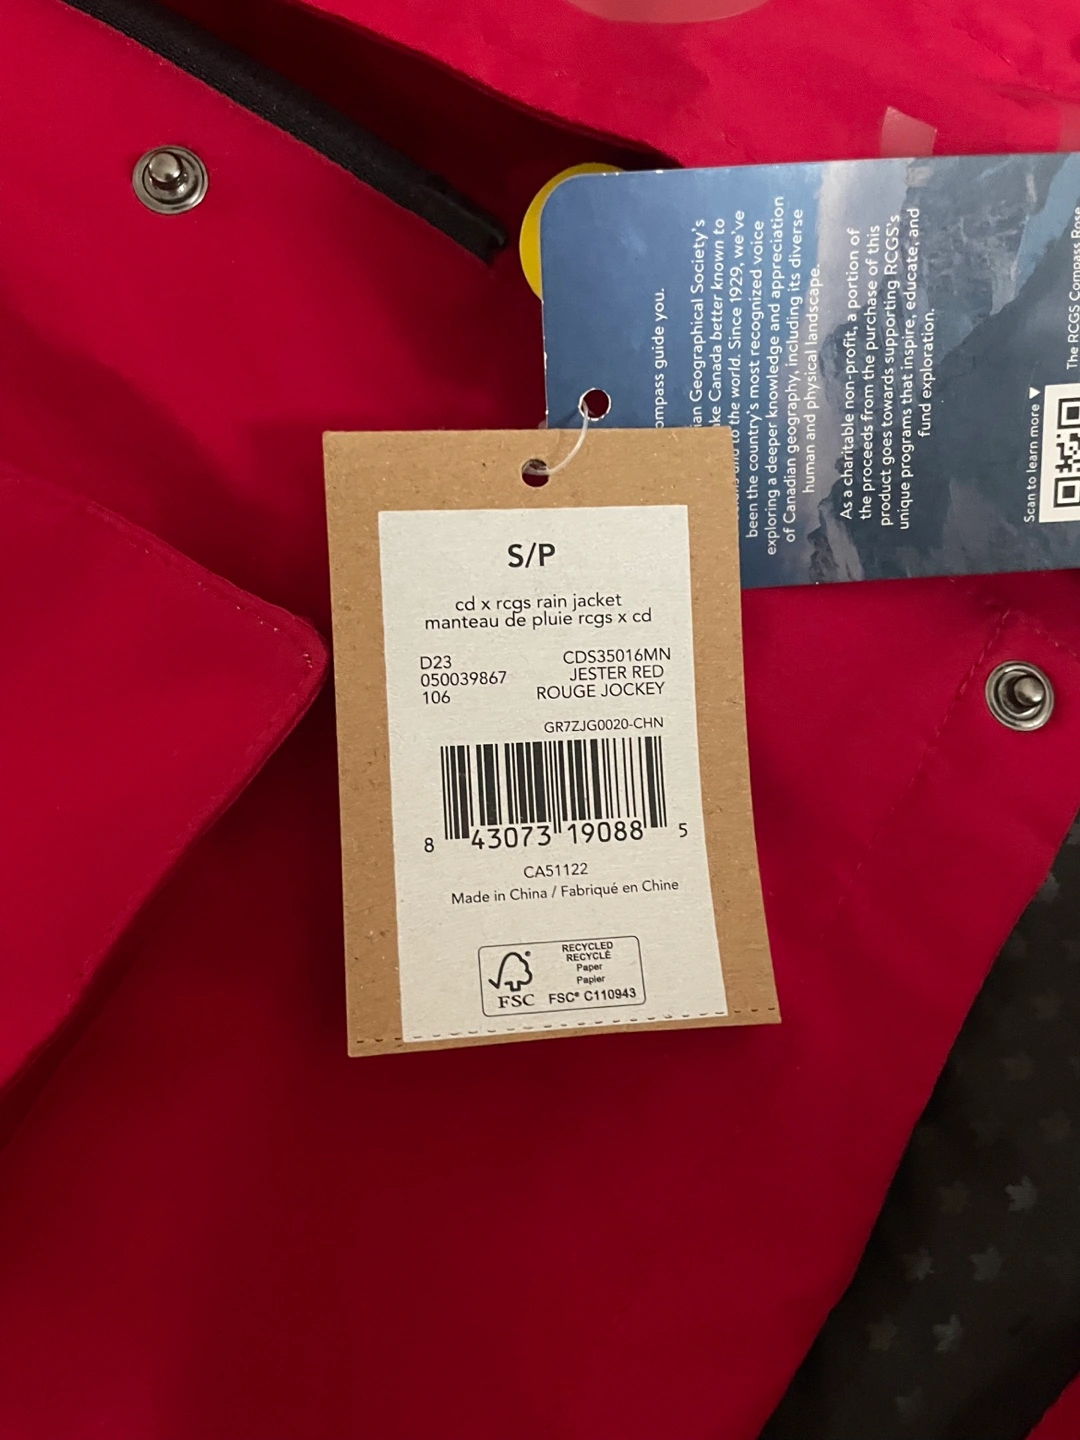 S/P
cd x rcgs rain jacket
manteau de pluie rcgs x cd
D23
050039867
106
CDS35016MN
JESTER RED
ROUGE JOCKEY
GR7ZJG0020-CHN
8 43073 19088 5
CA51122
Made in China / Fabriqué en Chine
RECYCLED
RECYCLÉ
Paper
Papier
FSC
FSC® C110943
guide you.
Geographical Society's
Canada better known to
to the world. Since 1929, we've
been the country's most recognized voice
exploring a deeper knowledge and appreciation
of Canadian geography, including its diverse
human and physical landscape.
As a charitable non-profit, a portion of
the proceeds from the purchase of this
product goes towards supporting RCGS's
unique programs that inspire, educate, and
fund exploration.
Scan to learn more ▼
The RCGS Compass Rose